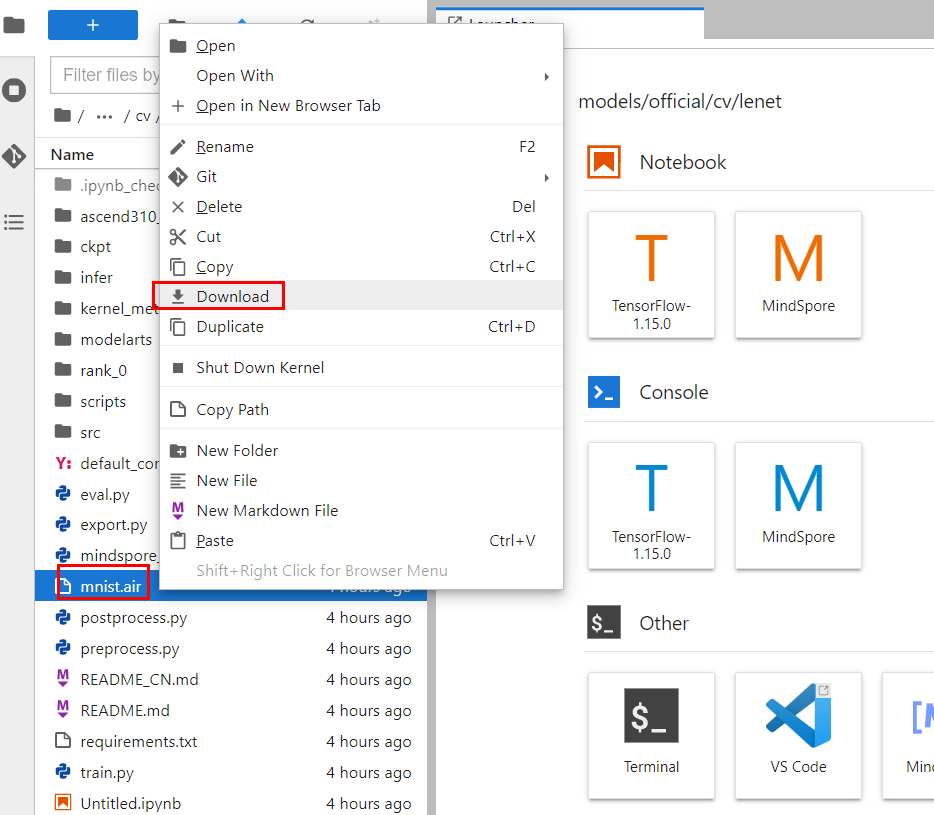 +
Filter files by
/ ··· / cv /
Name
.ipynb_chec
ascend310_
ckpt
infer
kernel_met
modelarts
rank_0
scripts
src
default_con
eval.py
export.py
mindspore_
mnist.air
4 hours ago
postprocess.py
4 hours ago
preprocess.py
4 hours ago
README_CN.md
4 hours ago
README.md
4 hours ago
requirements.txt
4 hours ago
train.py
4 hours ago
Untitled.ipynb
4 hours ago
Open
Open With
Open in New Browser Tab
Rename F2
Git
Delete Del
Cut Ctrl+X
Copy Ctrl+C
Download
Duplicate Ctrl+D
Shut Down Kernel
Copy Path
New Folder
New File
New Markdown File
Paste Ctrl+V
Shift+Right Click for Browser Menu
Launcher
models/official/cv/lenet
Notebook
T
TensorFlow-
1.15.0
M
MindSpore
Console
T
TensorFlow-
1.15.0
M
MindSpore
$_
Other
$_
Terminal
VS Code
Mind